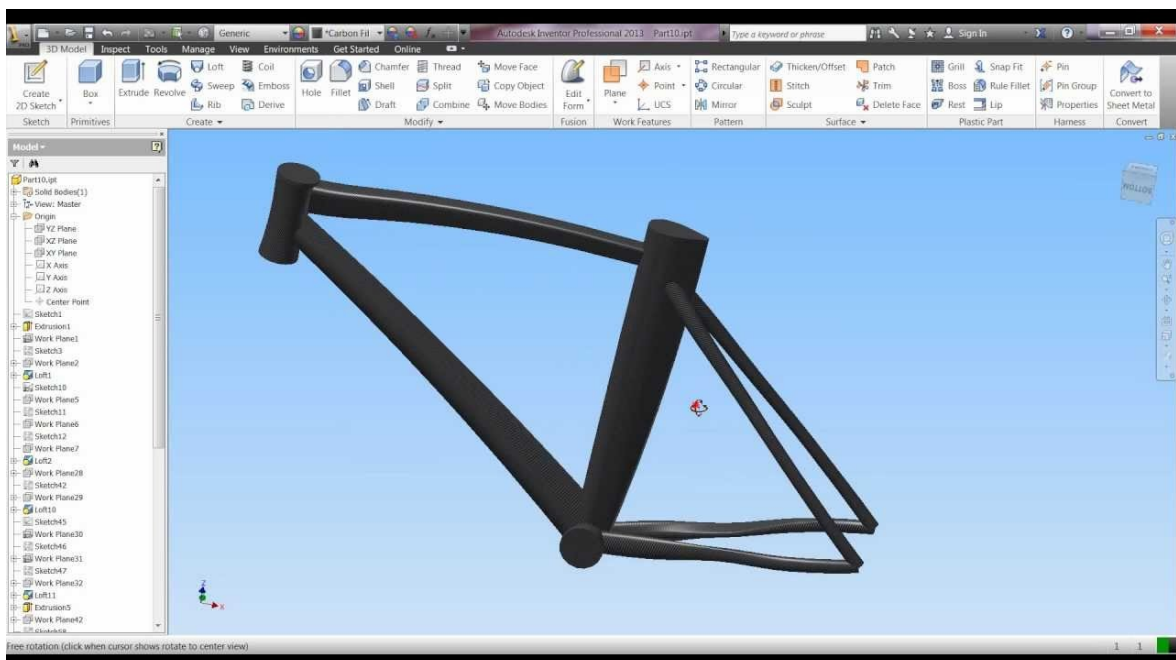 Generic
*Carbon Fil
Autodesk Inventor Professional 2013 Part10.ipt
Type a keyword or phrase
Sign In
3D Model Inspect Tools Manage View Environments Get Started Online
Loft Coil Chamfer Thread Move Face Axis Rectangular Thicken/Offset Patch Grill Snap Fit Pin
Create 2D Sketch Box Extrude Revolve Sweep Emboss Hole Fillet Shell Split Copy Object Edit Form Plane Point Circular Stitch Trim Boss Rule Fillet Pin Group Convert to Sheet Metal
Rib Derive Draft Combine Move Bodies UCS Mirror Sculpt Delete Face Rest Lip Properties
Sketch Primitives Create Modify Fusion Work Features Pattern Surface Plastic Part Harness Convert
Model
Part10.ipt
Solid Bodies(1)
View: Master
Origin
YZ Plane
XZ Plane
XY Plane
X Axis
Y Axis
Z Axis
Center Point
Sketch1
Extrusion1
Work Plane1
Sketch3
Work Plane2
Loft1
Sketch10
Work Plane5
Sketch11
Work Plane6
Sketch12
Work Plane7
Loft2
Work Plane28
Sketch42
Work Plane29
Loft10
Sketch45
Work Plane30
Sketch46
Work Plane31
Sketch47
Work Plane32
Loft11
Extrusion5
Work Plane42
BOTTOM
Z
X
Free rotation (click when cursor shows rotate to center view)
1 1